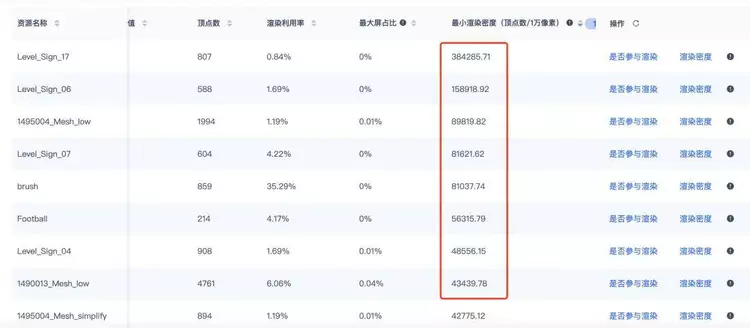 资源名称 值 顶点数 渲染利用率 最大屏占比 最小渲染密度（顶点数/1万像素） 1 操作
Level_Sign_17 807 0.84% 0% 384285.71 是否参与渲染 渲染密度
Level_Sign_06 588 1.69% 0% 158918.92 是否参与渲染 渲染密度
1495004_Mesh_low 1994 1.19% 0.01% 89819.82 是否参与渲染 渲染密度
Level_Sign_07 604 4.22% 0% 81621.62 是否参与渲染 渲染密度
brush 859 35.29% 0% 81037.74 是否参与渲染 渲染密度
Football 214 4.17% 0% 56315.79 是否参与渲染 渲染密度
Level_Sign_04 908 1.69% 0.01% 48556.15 是否参与渲染 渲染密度
1490013_Mesh_low 4761 6.06% 0.04% 43439.78 是否参与渲染 渲染密度
1495004_Mesh_simplify 894 1.19% 0.01% 42775.12 是否参与渲染 渲染密度